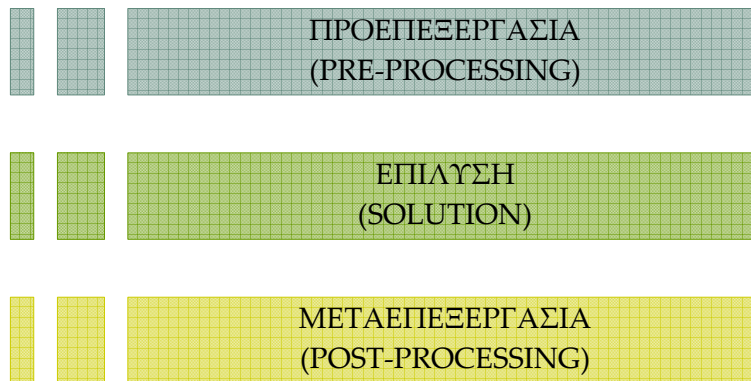 ΠΡΟΕΠΕΞΕΡΓΑΣΙΑ
(PRE-PROCESSING)
ΕΠΙΛΥΣΗ
(SOLUTION)
ΜΕΤΑΕΠΕΞΕΡΓΑΣΙΑ
(POST-PROCESSING)